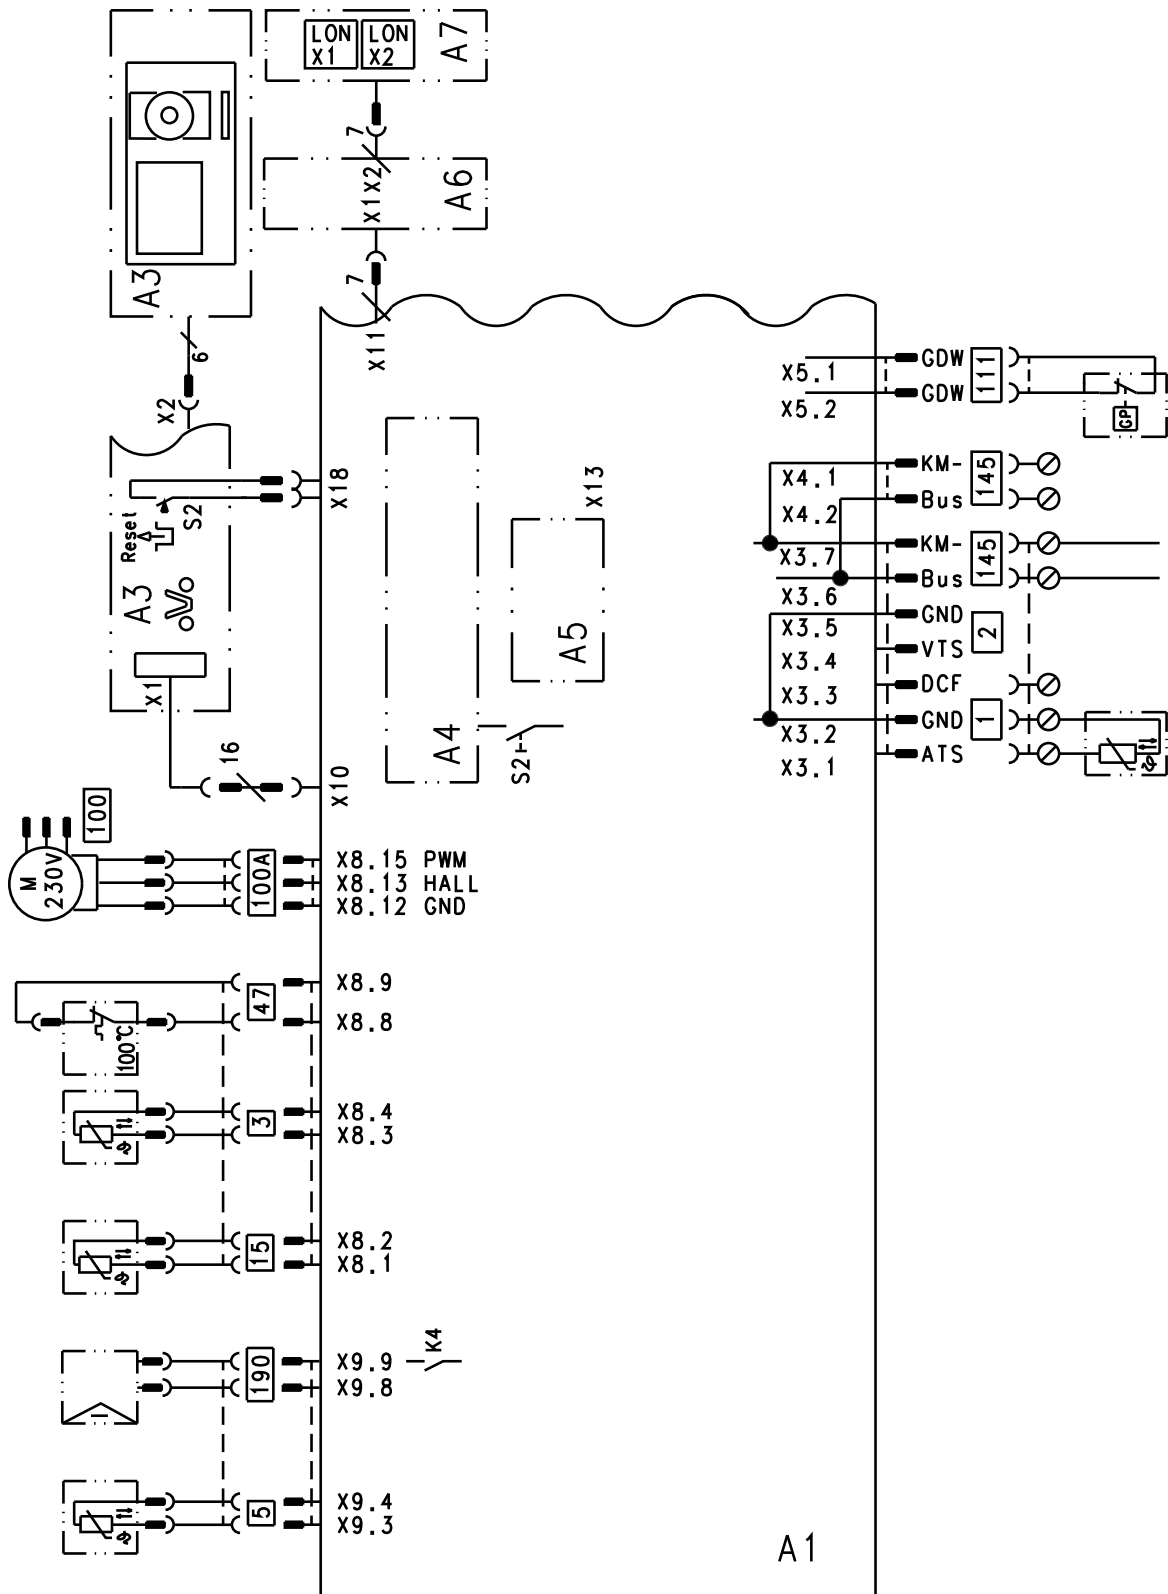 LON
X1
LON
X2
A7
7
X1
X2
A6
7
X11
A3
6
X2
Reset
S2
A3
X1
X18
16
X10
A4
S2
A5
X13
X5.1
GDW
X5.2
GDW
111
GP
X4.1
KM-
X4.2
Bus
145
X3.7
KM-
X3.6
Bus
145
X3.5
GND
X3.4
VTS
2
X3.3
DCF
X3.2
GND
1
X3.1
ATS
ϑ
100
M
230V
100A
X8.15 PWM
X8.13 HALL
X8.12 GND
47
X8.9
X8.8
100°C
3
X8.4
X8.3
ϑ
15
X8.2
X8.1
ϑ
190
X9.9
X9.8
K4
5
X9.4
X9.3
ϑ
A1